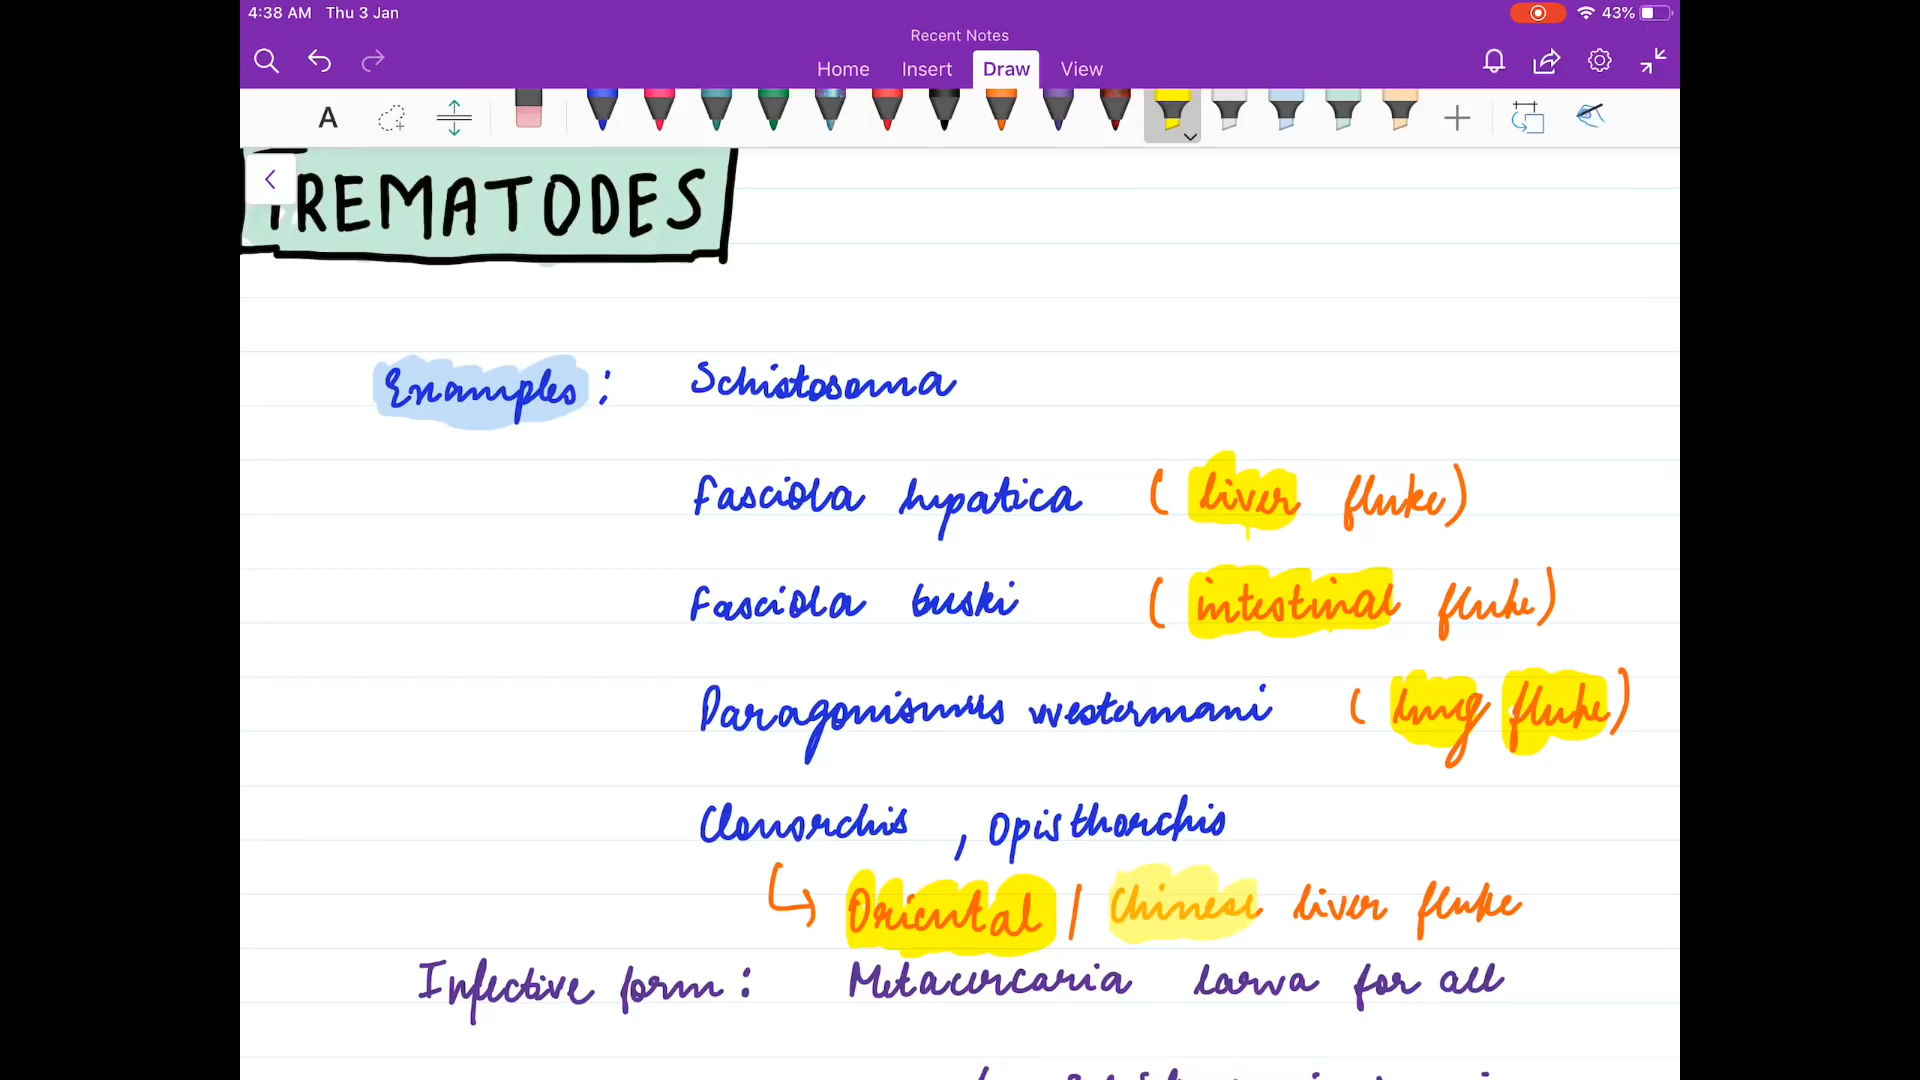 4:38 AM Thu 3 Jan
43%
Recent Notes
Home Insert Draw View
A
TREMATODES
Examples : Schistosoma
Fasciola hepatica ( liver fluke )
Fasciola buski ( intestinal fluke )
Paragonismus westermani ( lung fluke )
Clonorchis , Opisthorchis
↳ Oriental / Chinese liver fluke
Infective form : Metacercaria larva for all